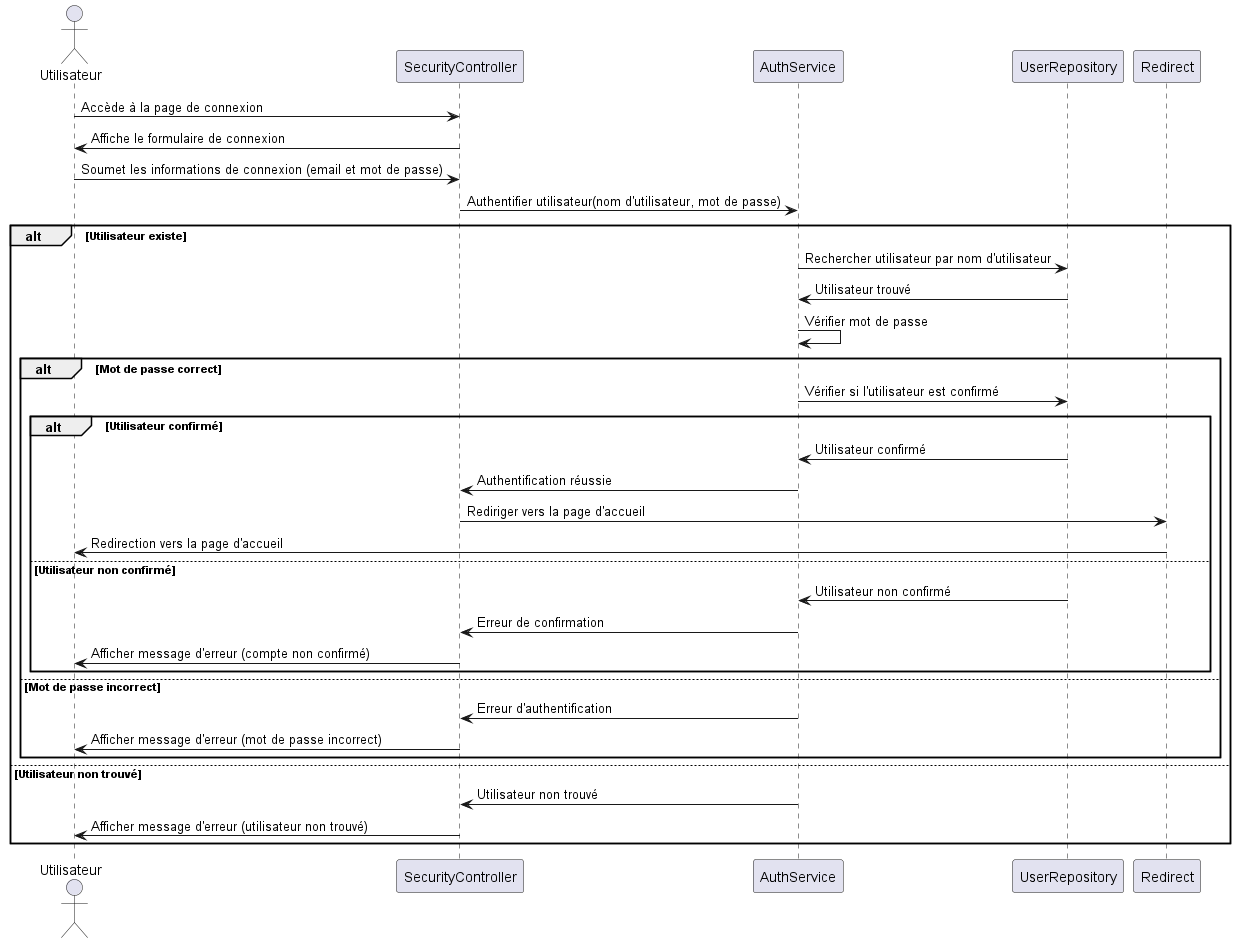 Utilisateur
SecurityController
AuthService
UserRepository
Redirect
Accède à la page de connexion
Affiche le formulaire de connexion
Soumet les informations de connexion (email et mot de passe)
Authentifier utilisateur(nom d'utilisateur, mot de passe)
alt
[Utilisateur existe]
Rechercher utilisateur par nom d'utilisateur
Utilisateur trouvé
Vérifier mot de passe
alt
[Mot de passe correct]
Vérifier si l'utilisateur est confirmé
alt
[Utilisateur confirmé]
Utilisateur confirmé
Authentification réussie
Rediriger vers la page d'accueil
Redirection vers la page d'accueil
[Utilisateur non confirmé]
Utilisateur non confirmé
Erreur de confirmation
Afficher message d'erreur (compte non confirmé)
[Mot de passe incorrect]
Erreur d'authentification
Afficher message d'erreur (mot de passe incorrect)
[Utilisateur non trouvé]
Utilisateur non trouvé
Afficher message d'erreur (utilisateur non trouvé)
Utilisateur
SecurityController
AuthService
UserRepository
Redirect